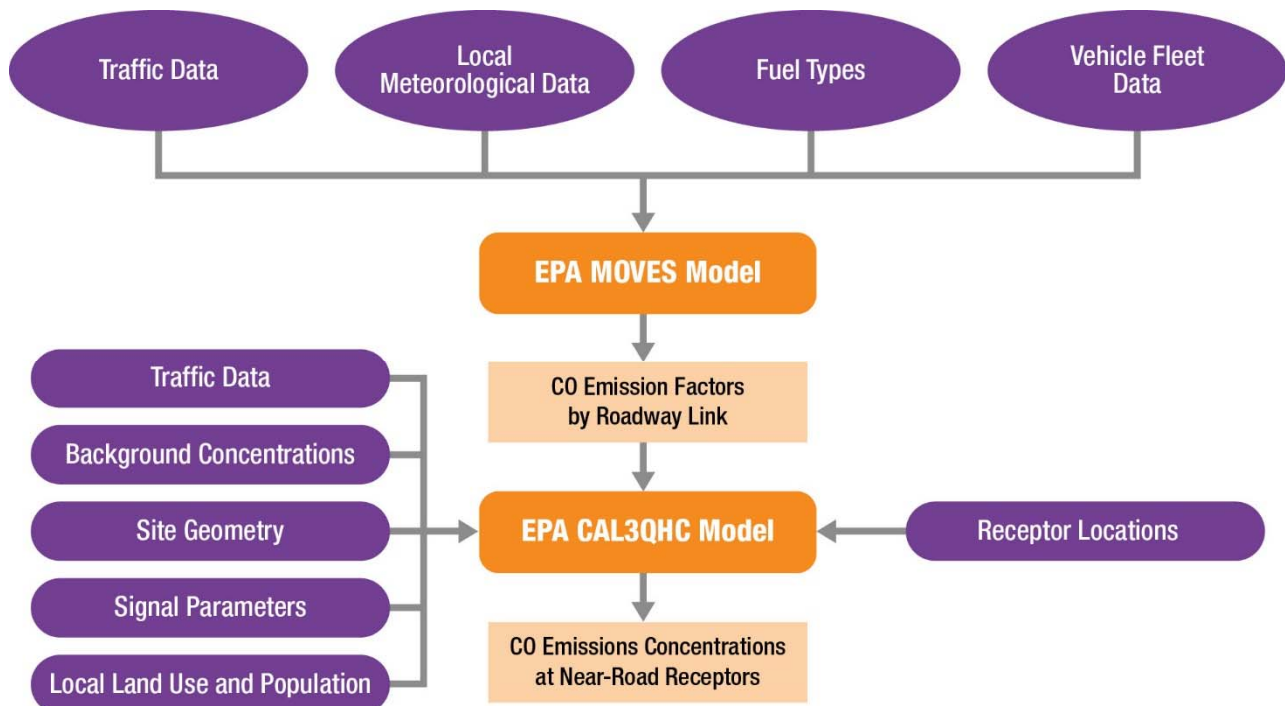 Traffic Data
Local
Meteorological Data
Fuel Types
Vehicle Fleet
Data
EPA MOVES Model
CO Emission Factors
by Roadway Link
Traffic Data
Background Concentrations
Site Geometry
Signal Parameters
Local Land Use and Population
EPA CAL3QHC Model
Receptor Locations
CO Emissions Concentrations
at Near-Road Receptors